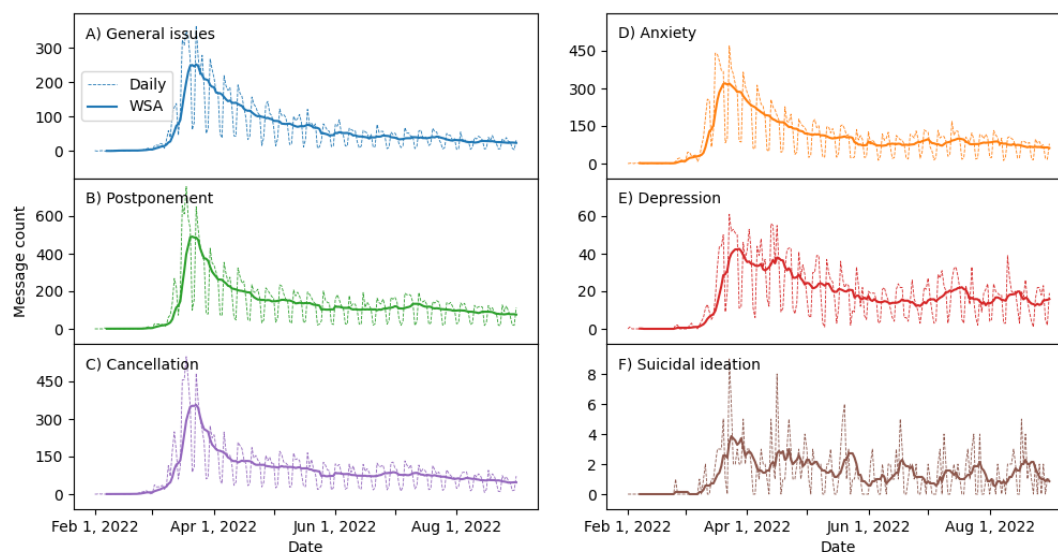 A) General issues
Daily
WSA
300
200
100
0
B) Postponement
600
400
200
0
Message count
C) Cancellation
450
300
150
0
Feb 1, 2022 Apr 1, 2022 Jun 1, 2022 Aug 1, 2022
Date
D) Anxiety
450
300
150
0
E) Depression
60
40
20
0
F) Suicidal ideation
8
6
4
2
0
Feb 1, 2022 Apr 1, 2022 Jun 1, 2022 Aug 1, 2022
Date